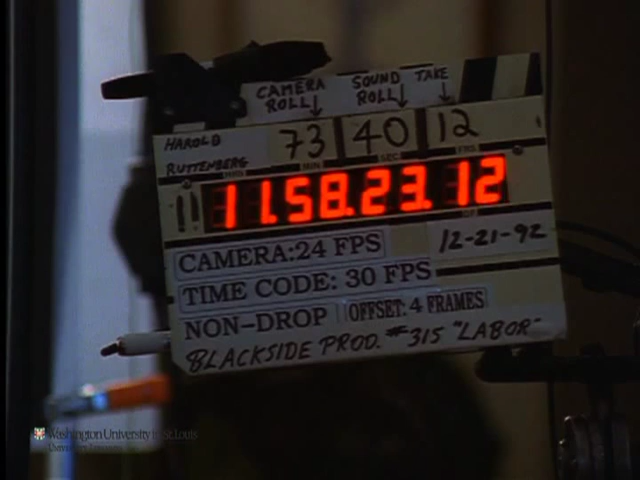 CAMERA ROLL↓ SOUND ROLL↓ TAKE↓
HAROLD RUTTENBERG
73 40 12
11.58.23.12
CAMERA:24 FPS
12-21-92
TIME CODE: 30 FPS
NON-DROP OFFSET: 4 FRAMES
BLACKSIDE PROD. #315 "LABOR"
Washington University in St. Louis